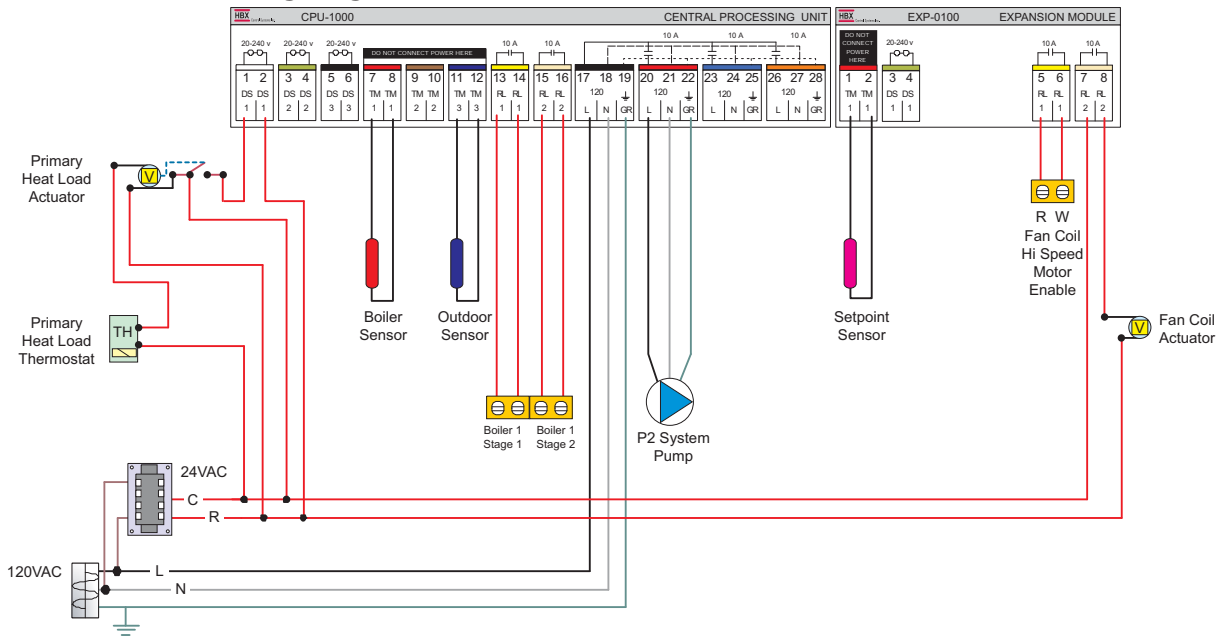 HBX CPU-1000 CENTRAL PROCESSING UNIT
HBX EXP-0100 EXPANSION MODULE
20-240 v 20-240 v 20-240 v DO NOT CONNECT POWER HERE 10 A 10 A 10 A 10 A 10 A
1 2 3 4 5 6 7 8 9 10 11 12 13 14 15 16 17 18 19 20 21 22 23 24 25 26 27 28
DS DS DS DS DS DS TM TM TM TM TM TM RL RL RL RL 120 120 120 120
1 1 2 2 3 3 1 1 2 2 3 3 1 1 2 2 L N GR L N GR L N GR L N GR
DO NOT
CONNECT
POWER
HERE
20-240 v 10 A 10 A
1 2 3 4 5 6 7 8
TM TM DS DS RL RL RL RL
1 2 1 1 1 1 2 2
Primary
Heat Load
Actuator
V
Primary
Heat Load
Thermostat
TH
Boiler
Sensor
Outdoor
Sensor
Boiler 1
Stage 1
Boiler 1
Stage 2
P2 System
Pump
Setpoint
Sensor
R W
Fan Coil
Hi Speed
Motor
Enable
V
Fan Coil
Actuator
24VAC
C
R
120VAC
L
N